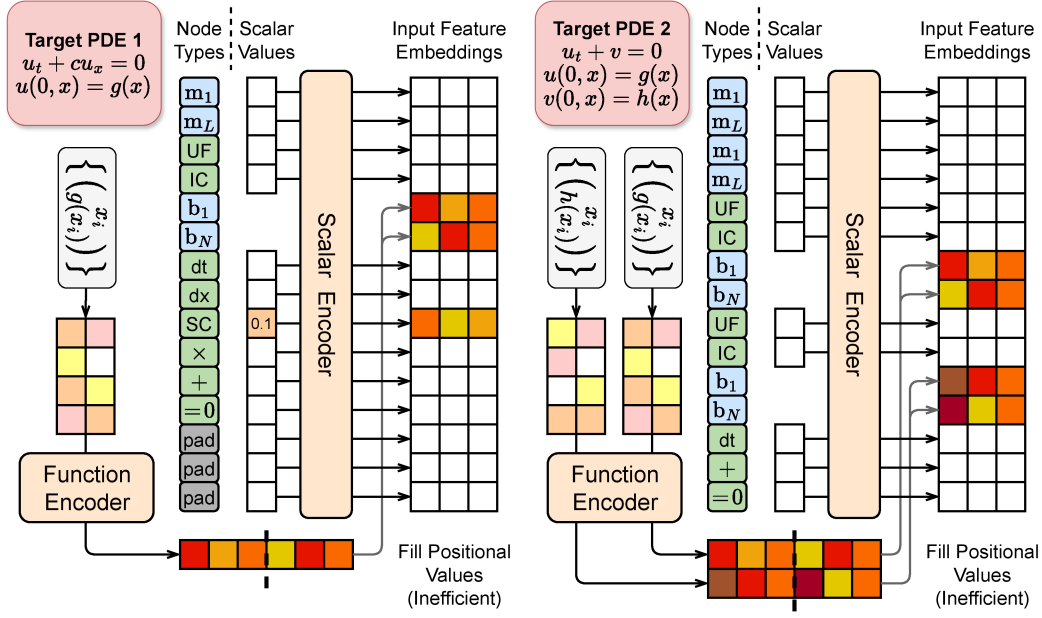 Target PDE 1
u_t + cu_x = 0
u(0, x) = g(x)
Node
Types
Scalar
Values
Input Feature
Embeddings
{(x_i
g(x_i))}
m_1
m_L
UF
IC
b_1
b_N
dt
dx
SC
×
+
=0
pad
pad
pad
0.1
Scalar Encoder
Function
Encoder
Fill Positional
Values
(Inefficient)
Target PDE 2
u_t + v = 0
u(0, x) = g(x)
v(0, x) = h(x)
Node
Types
Scalar
Values
Input Feature
Embeddings
{(x_i
h(x_i))}
{(x_i
g(x_i))}
m_1
m_L
m_1
m_L
UF
IC
b_1
b_N
UF
IC
b_1
b_N
dt
+
=0
Scalar Encoder
Function
Encoder
Fill Positional
Values
(Inefficient)